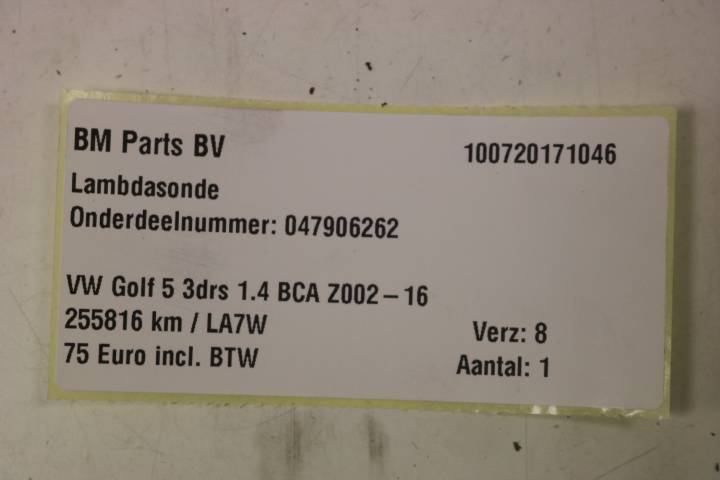 BM Parts BV
100720171046
Lambdasonde
Onderdeelnummer: 047906262
VW Golf 5 3drs 1.4 BCA Z002-16
255816 km / LA7W
Verz: 8
75 Euro incl. BTW
Aantal: 1